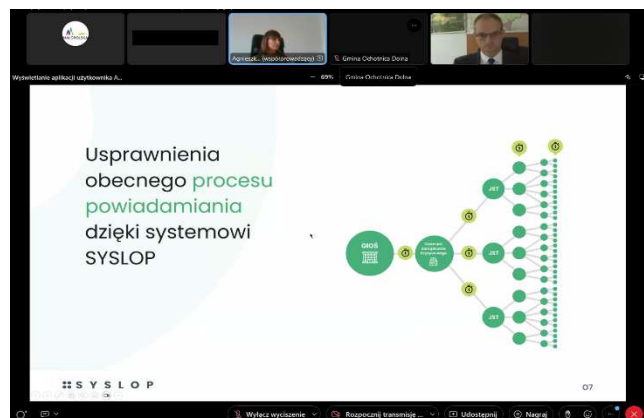 Agnieszk... (współprowadzący)
Gmina Ochotnica Dolna
Wyświetlanie aplikacji użytkownika A...
69%
Gmina Ochotnica Dolna
Usprawnienia
obecnego procesu
powiadamiania
dzięki systemowi
SYSLOP
GIOŚ
JST
JST
JST
SYSLOP
07
Wyłącz wyciszenie
Rozpocznij transmisję ...
Udostępnij
Nagraj